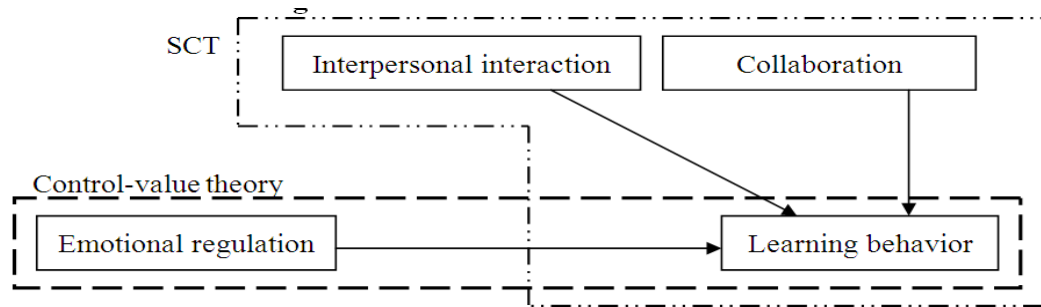 SCT
Interpersonal interaction
Collaboration
Control-value theory
Emotional regulation
Learning behavior